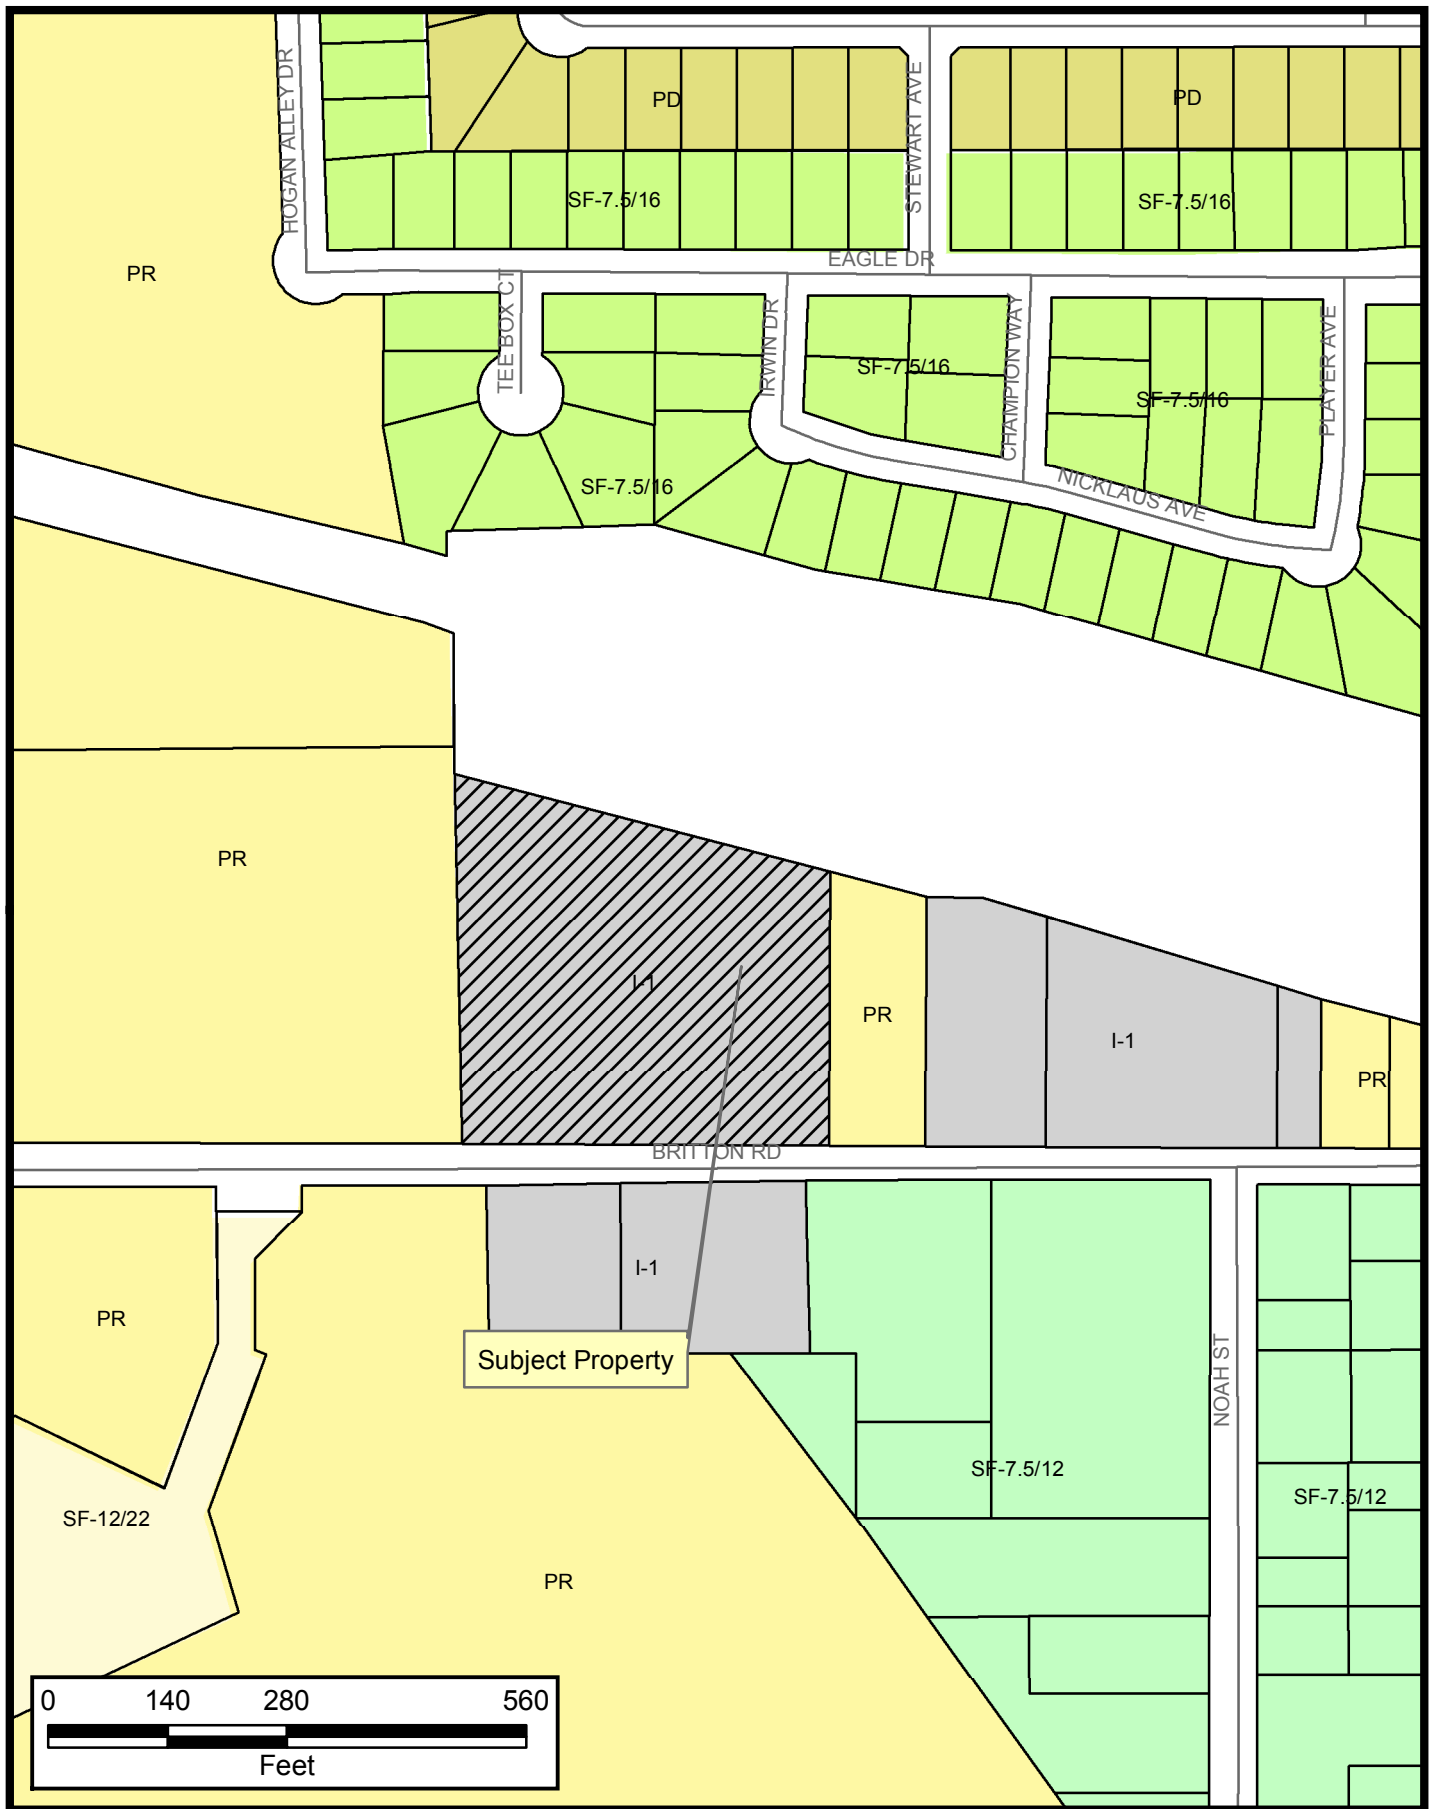 HOGAN ALLEY DR
PD
STEWART AVE
PD
SF-7.5/16
SF-7.5/16
PR
EAGLE DR
TEE BOX CT
IRWIN DR
SF-7.5/16
CHAMPION WAY
SF-7.5/16
PLAYER AVE
SF-7.5/16
NICKLAUS AVE
PR
I-1
PR
I-1
PR
BRITTON RD
I-1
PR
Subject Property
NOAH ST
SF-7.5/12
SF-7.5/12
SF-12/22
PR
0 140 280 560
Feet